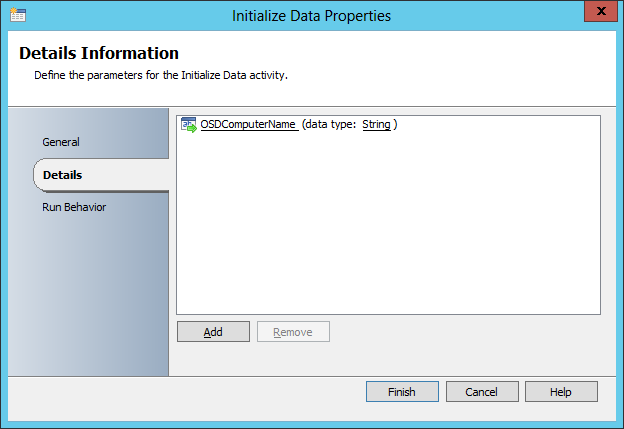 Initialize Data Properties
x
Details Information
Define the parameters for the Initialize Data activity.
General
Details
Run Behavior
OSDComputerName (data type: String )
Add
Remove
Finish
Cancel
Help